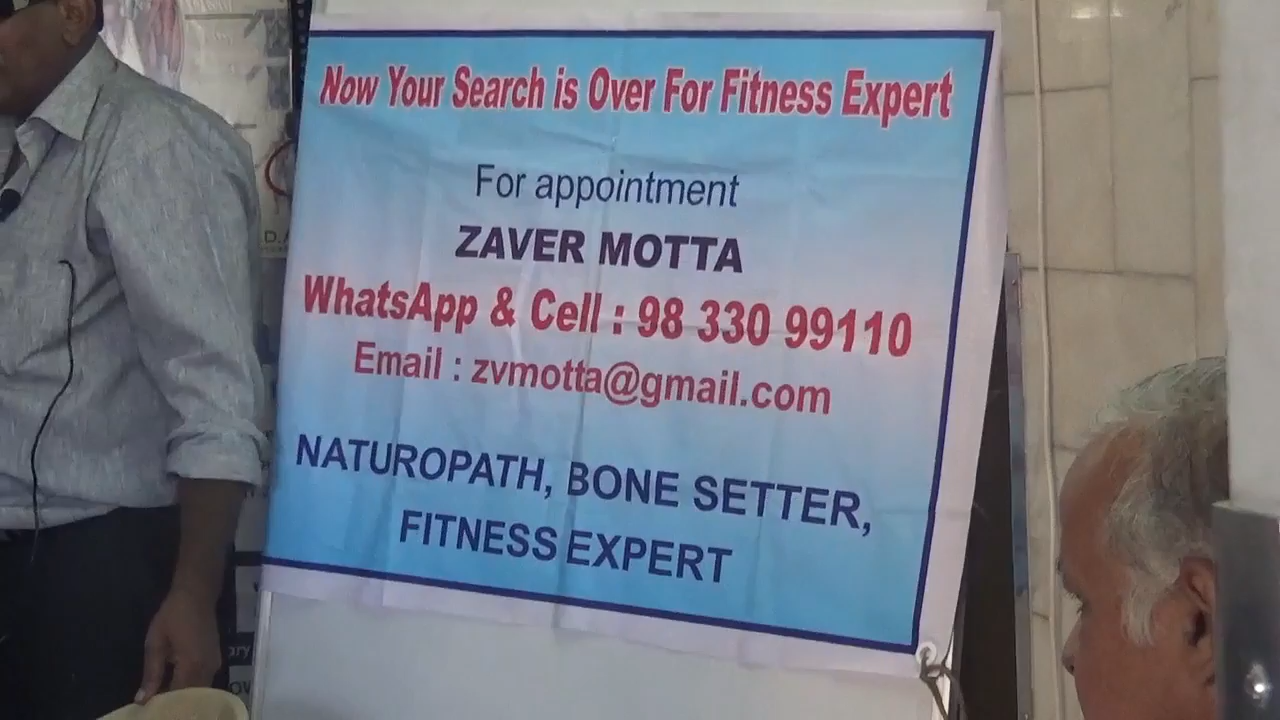 Now Your Search is Over For Fitness Expert
For appointment
ZAVER MOTTA
WhatsApp & Cell : 98 330 99110
Email : zvmotta@gmail.com
NATUROPATH, BONE SETTER,
FITNESS EXPERT